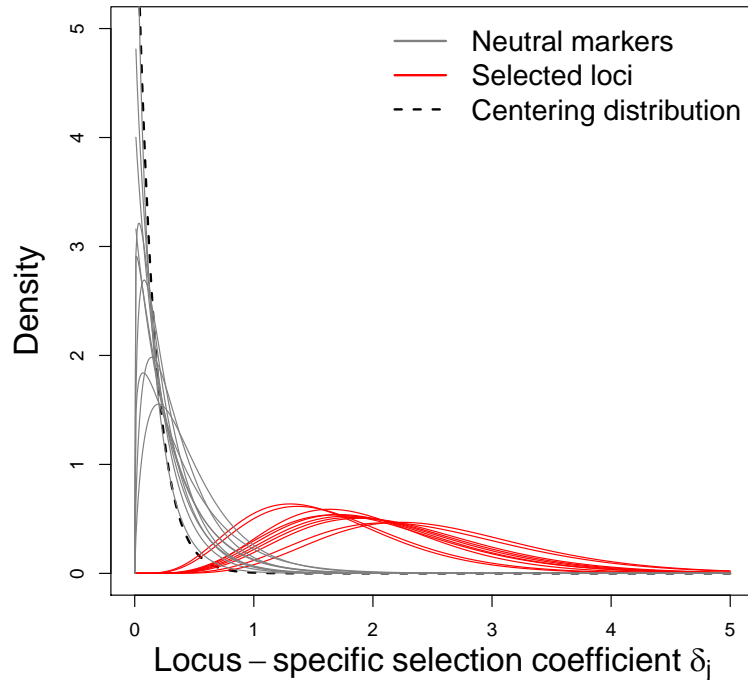 Neutral markers
Selected loci
Centering distribution
5
4
3
2
1
0
Density
0 1 2 3 4 5
Locus – specific selection coefficient δj